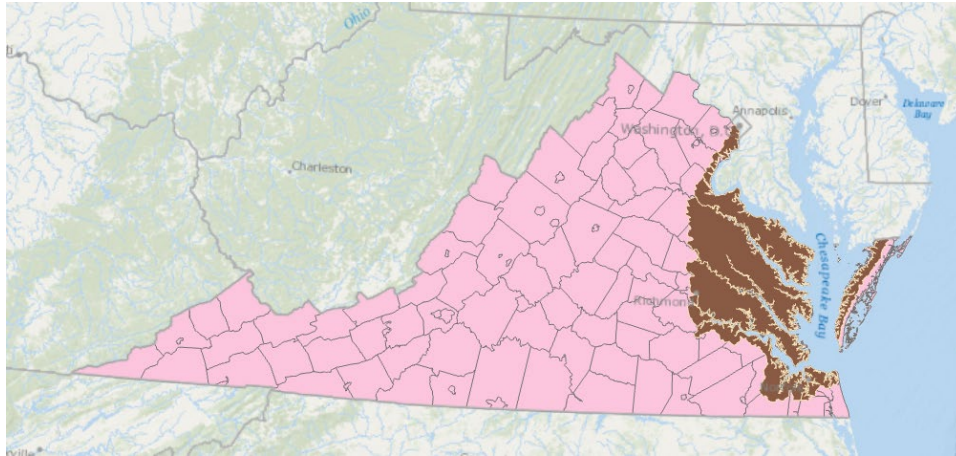 Ohio
Annapolis
Dover
Delaware
Bay
Washington, D.
Charleston
Chesapeake Bay
Richmond